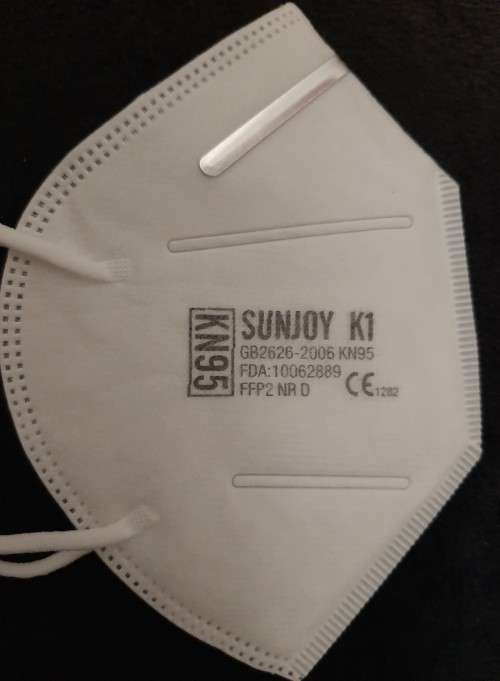 KN95
SUNJOY K1
GB2626-2006 KN95
FDA:10062889
FFP2 NR D CE 1282